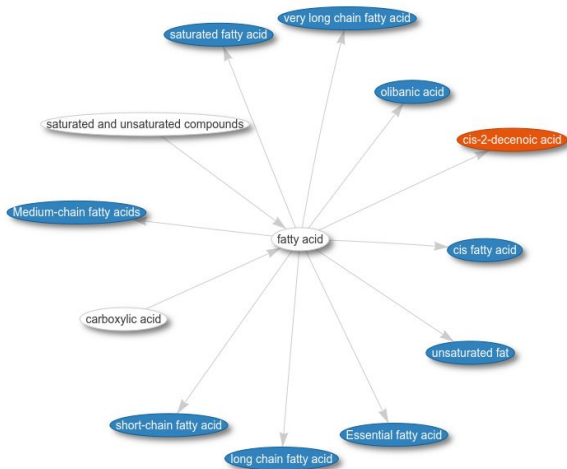 very long chain fatty acid
saturated fatty acid
olibanic acid
saturated and unsaturated compounds
cis-2-decenoic acid
Medium-chain fatty acids
fatty acid
cis fatty acid
carboxylic acid
unsaturated fat
short-chain fatty acid
Essential fatty acid
long chain fatty acid